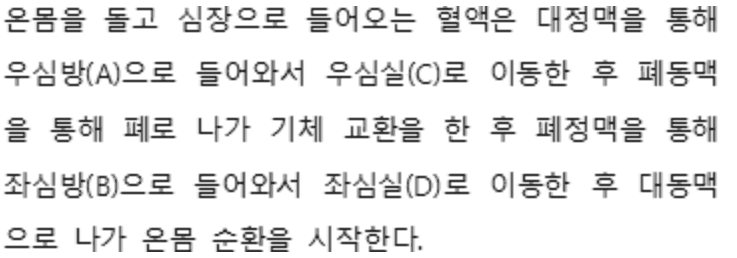 온몸을 돌고 심장으로 들어오는 혈액은 대정맥을 통해
우심방(A)으로 들어와서 우심실(C)로 이동한 후 폐동맥
을 통해 폐로 나가 기체 교환을 한 후 폐정맥을 통해
좌심방(B)으로 들어와서 좌심실(D)로 이동한 후 대동맥
으로 나가 온몸 순환을 시작한다.